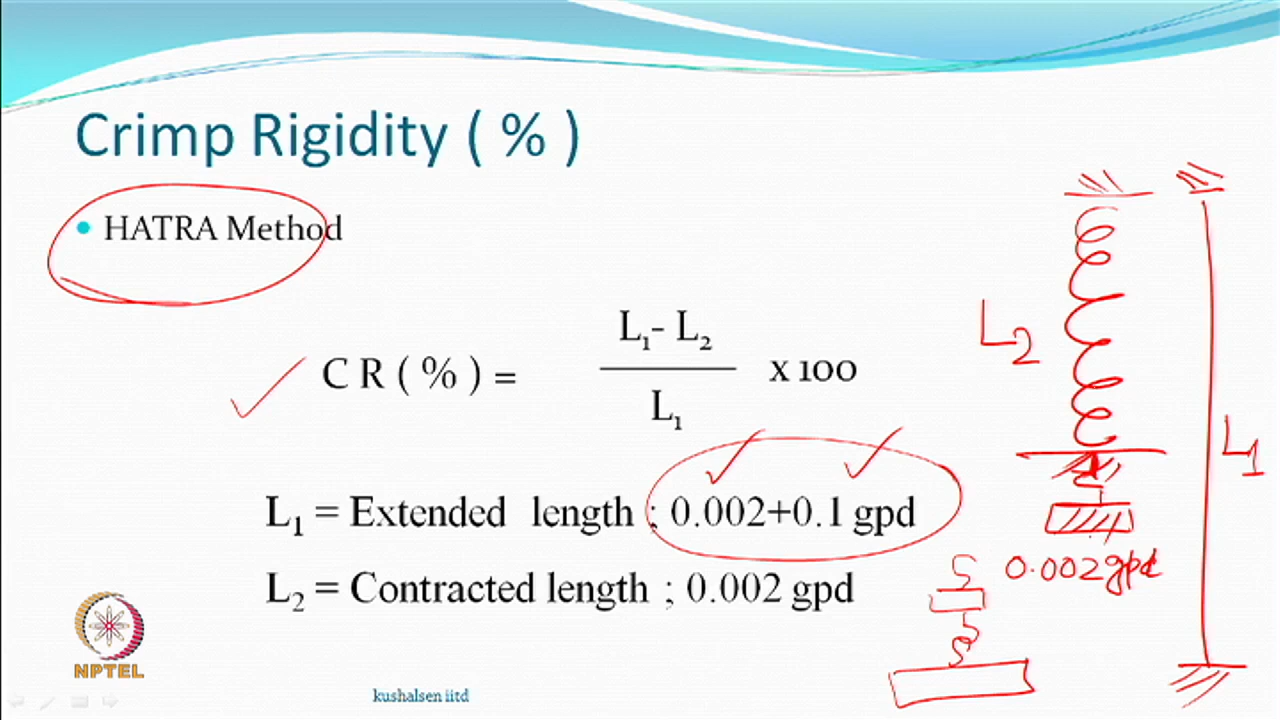 Crimp Rigidity ( % )
HATRA Method
C R ( % ) =
L₁- L₂
L₁
x 100
L₁ = Extended length ; 0.002+0.1 gpd
L₂ = Contracted length ; 0.002 gpd
L2
L1
0.002gpd
NPTEL
kushalsen iitd